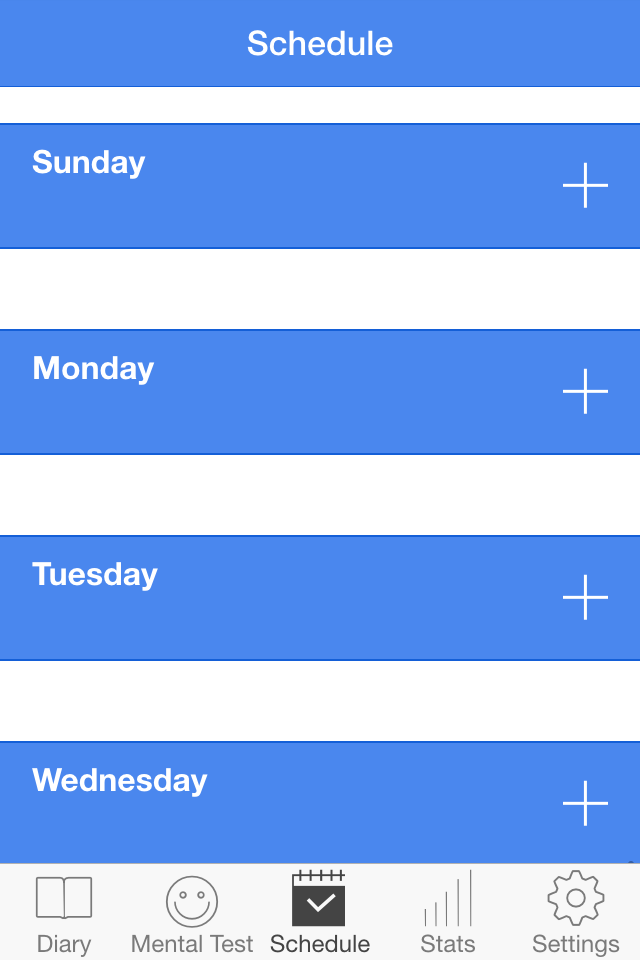 Schedule
Sunday
Monday
Tuesday
Wednesday
Diary
Mental Test
Schedule
Stats
Settings